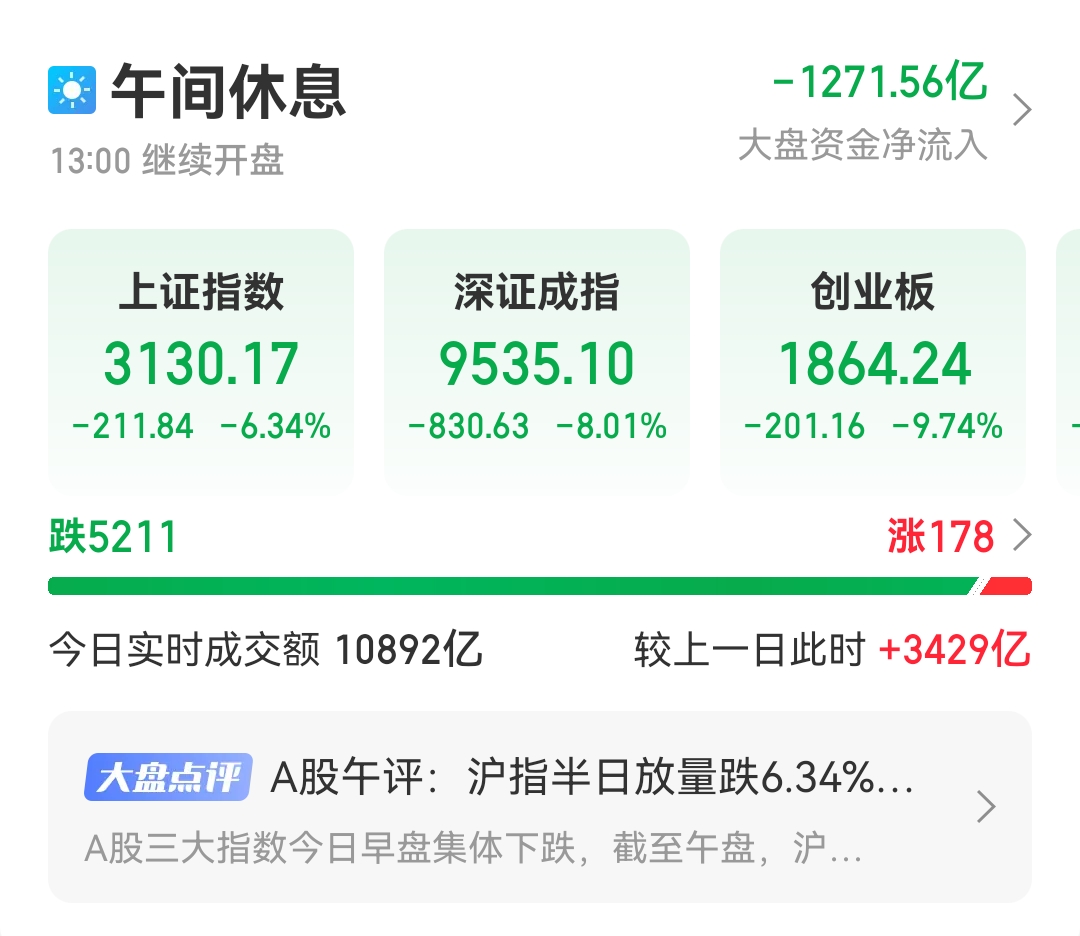 午间休息
-1271.56亿
13:00 继续开盘
大盘资金净流入
上证指数
3130.17
-211.84 -6.34%
深证成指
9535.10
-830.63 -8.01%
创业板
1864.24
-201.16 -9.74%
跌5211
涨178
今日实时成交额 10892亿
较上一日此时 +3429亿
大盘点评 A股午评：沪指半日放量跌6.34%...
A股三大指数今日早盘集体下跌，截至午盘，沪...